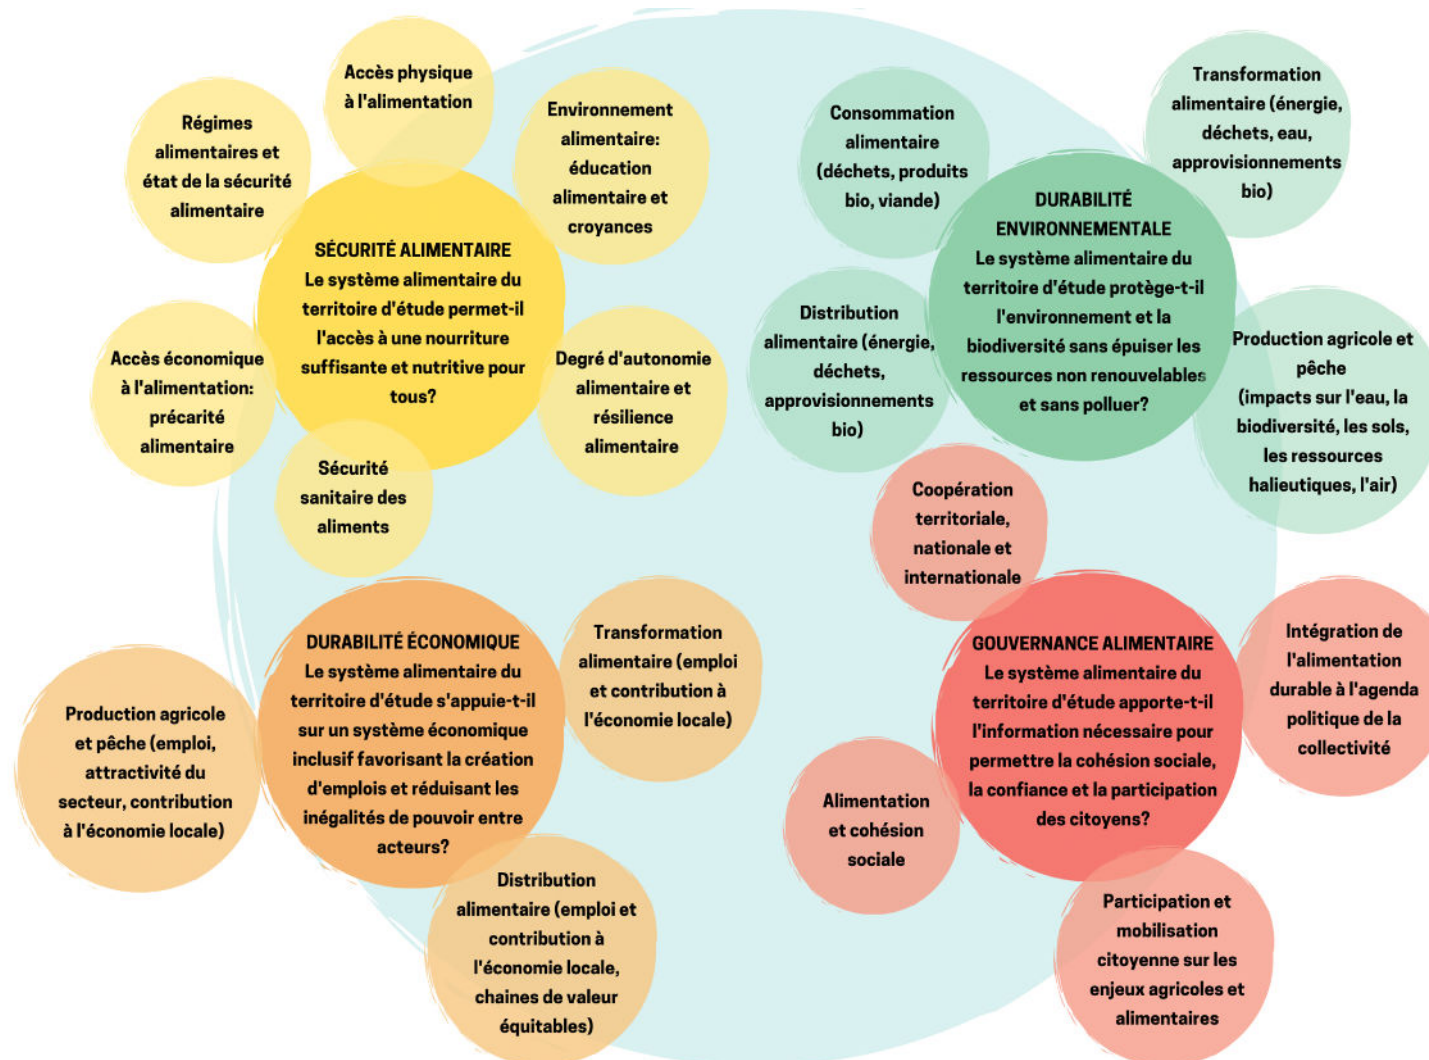 Accès physique
à l'alimentation
Régimes
alimentaires et
état de la sécurité
alimentaire
Environnement
alimentaire:
éducation
alimentaire et
croyances
SÉCURITÉ ALIMENTAIRE
Le système alimentaire du
territoire d'étude permet-il
l'accès à une nourriture
suffisante et nutritive pour
tous?
Accès économique
à l'alimentation:
précarité
alimentaire
Degré d'autonomie
alimentaire et
résilience
alimentaire
Sécurité
sanitaire des
aliments
Consommation
alimentaire
(déchets, produits
bio, viande)
Transformation
alimentaire (énergie,
déchets, eau,
approvisionnements
bio)
DURABILITÉ
ENVIRONNEMENTALE
Le système alimentaire du
territoire d'étude protège-t-il
l'environnement et la
biodiversité sans épuiser les
ressources non renouvelables
et sans polluer?
Distribution
alimentaire (énergie,
déchets,
approvisionnements
bio)
Production agricole et
pêche
(impacts sur l'eau, la
biodiversité, les sols,
les ressources
halieutiques, l'air)
DURABILITÉ ÉCONOMIQUE
Le système alimentaire du
territoire d'étude s'appuie-t-il
sur un système économique
inclusif favorisant la création
d'emplois et réduisant les
inégalités de pouvoir entre
acteurs?
Transformation
alimentaire (emploi
et contribution à
l'économie locale)
Production agricole
et pêche (emploi,
attractivité du
secteur, contribution
à l'économie locale)
Distribution
alimentaire (emploi et
contribution à
l'économie locale,
chaines de valeur
équitables)
Coopération
territoriale,
nationale et
internationale
GOUVERNANCE ALIMENTAIRE
Le système alimentaire du
territoire d'étude apporte-t-il
l'information nécessaire pour
permettre la cohésion sociale,
la confiance et la participation
des citoyens?
Intégration de
l'alimentation
durable à l'agenda
politique de la
collectivité
Alimentation
et cohésion
sociale
Participation et
mobilisation
citoyenne sur les
enjeux agricoles et
alimentaires